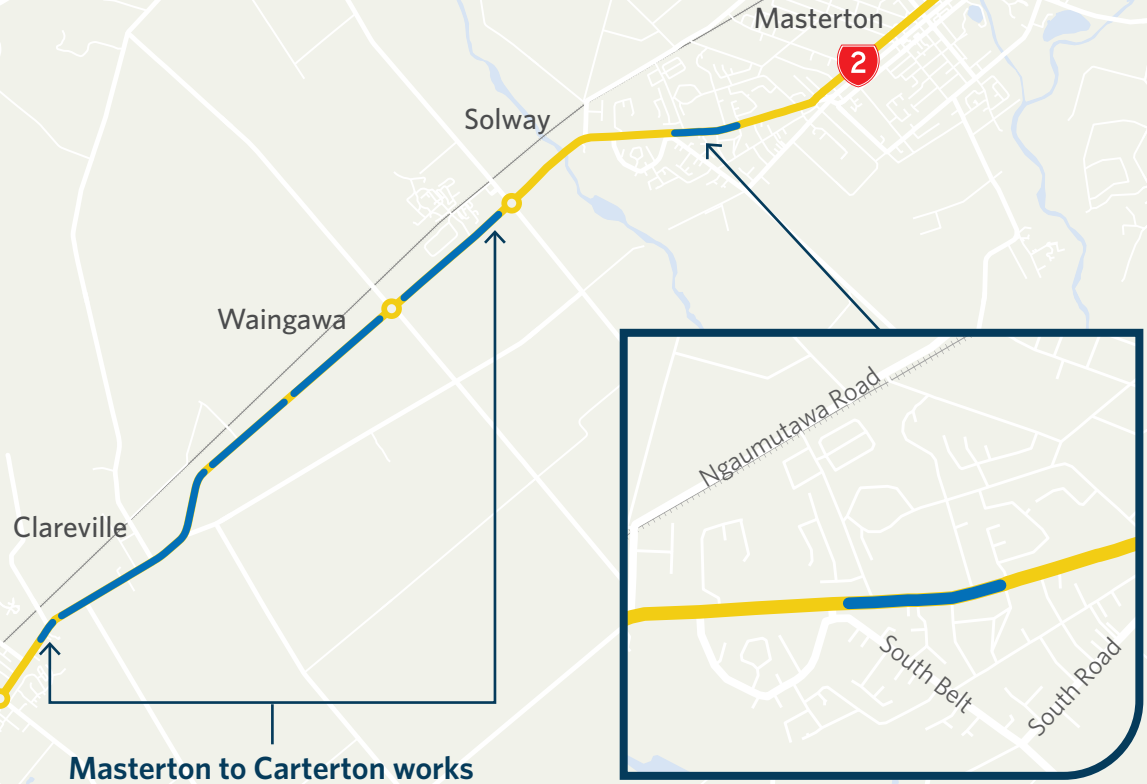 Masterton
2
Solway
Waingawa
Clareville
Ngaumutawa Road
South Belt
South Road
Masterton to Carterton works